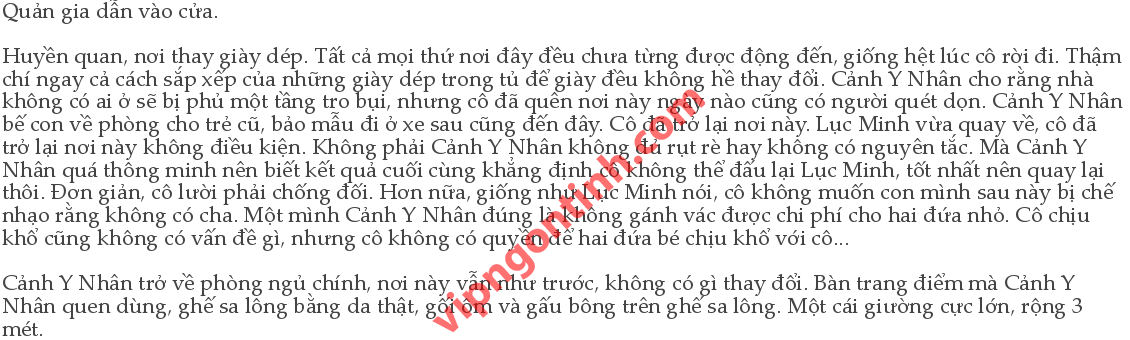 Quản gia dẫn vào cửa.
Huyền quan, nơi thay giày dép. Tất cả mọi thứ nơi đây đều chưa từng được động đến, giống hệt lúc cô rời đi. Thậm
chí ngay cả cách sắp xếp của những giày dép trong tủ để giày đều không hề thay đổi. Cảnh Y Nhân cho rằng nhà
không có ai ở sẽ bị phủ một tầng tro bụi, nhưng cô đã quên nơi này ngày nào cũng có người quét dọn. Cảnh Y Nhân
bế con về phòng cho trẻ cũ, bảo mẫu đi ở xe sau cũng đến đây. Cô đã trở lại nơi này. Lục Minh vừa quay về, cô đã
trở lại nơi này không điều kiện. Không phải Cảnh Y Nhân không đủ rụt rè hay không có nguyên tắc. Mà Cảnh Y
Nhân quá thông minh nên biết kết quả cuối cùng khẳng định cô không thể đấu lại Lục Minh, tốt nhất nên quay lại
thôi. Đơn giản, cô lười phải chống đối. Hơn nữa, giống như Lục Minh nói, cô không muốn con mình sau này bị chế
nhạo rằng không có cha. Một mình Cảnh Y Nhân đúng là không gánh vác được chi phí cho hai đứa nhỏ. Cô chịu
khổ cũng không có vấn đề gì, nhưng cô không có quyền để hai đứa bé chịu khổ với cô...
Cảnh Y Nhân trở về phòng ngủ chính, nơi này vẫn như trước, không có gì thay đổi. Bàn trang điểm mà Cảnh Y
Nhân quen dùng, ghế sa lông bằng da thật, gối ôm và gấu bông trên ghế sa lông. Một cái giường cực lớn, rộng 3
mét.
vipngontinh.com